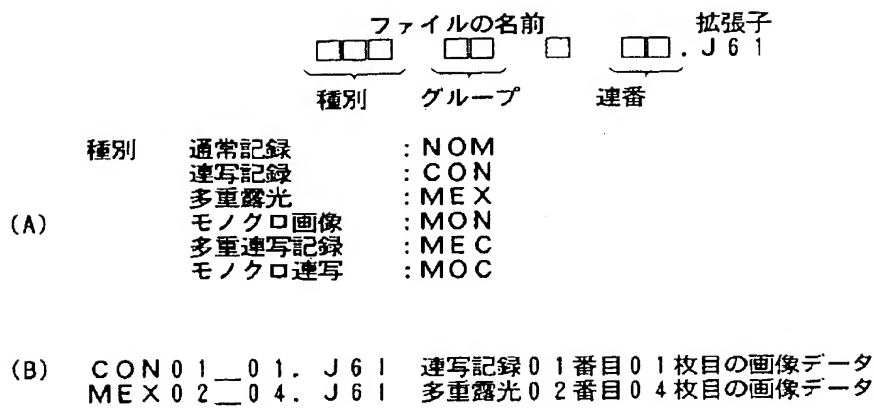 ファイルの名前 拡張子
□□□ □□ □ □□.J61
種別 グループ 連番
種別 通常記録 :NOM
連写記録 :CON
多重露光 :MEX
(A) モノクロ画像 :MON
多重連写記録 :MEC
モノクロ連写 :MOC
(B) CON01_01.J61 連写記録01番目01枚目の画像データ
MEX02_04.J61 多重露光02番目04枚目の画像データ